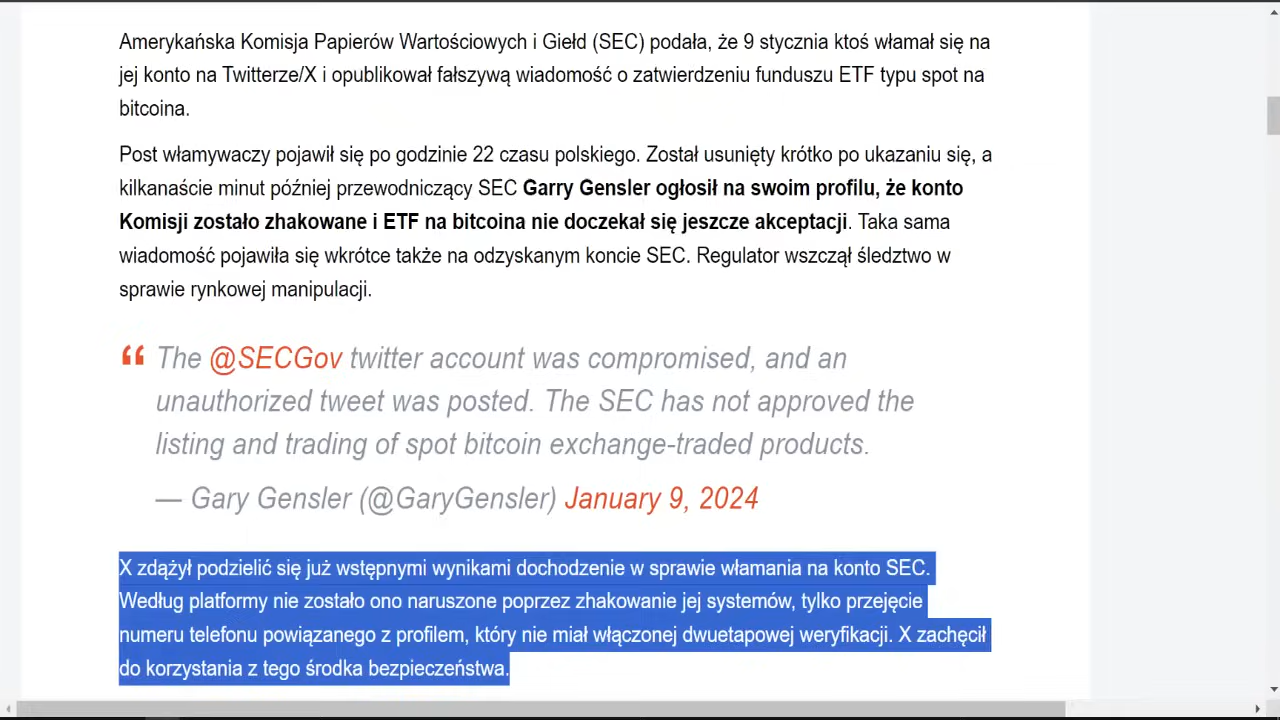 Amerykańska Komisja Papierów Wartościowych i Giełd (SEC) podała, że 9 stycznia ktoś włamał się na
jej konto na Twitterze/X i opublikował fałszywą wiadomość o zatwierdzeniu funduszu ETF typu spot na
bitcoina.
Post włamywaczy pojawił się po godzinie 22 czasu polskiego. Został usunięty krótko po ukazaniu się, a
kilkanaście minut później przewodniczący SEC Garry Gensler ogłosił na swoim profilu, że konto
Komisji zostało zhakowane i ETF na bitcoina nie doczekał się jeszcze akceptacji. Taka sama
wiadomość pojawiła się wkrótce także na odzyskanym koncie SEC. Regulator wszczął śledztwo w
sprawie rynkowej manipulacji.
“ The @SECGov twitter account was compromised, and an
unauthorized tweet was posted. The SEC has not approved the
listing and trading of spot bitcoin exchange-traded products.
— Gary Gensler (@GaryGensler) January 9, 2024
X zdążył podzielić się już wstępnymi wynikami dochodzenie w sprawie włamania na konto SEC.
Według platformy nie zostało ono naruszone poprzez zhakowanie jej systemów, tylko przejęcie
numeru telefonu powiązanego z profilem, który nie miał włączonej dwuetapowej weryfikacji. X zachęcił
do korzystania z tego środka bezpieczeństwa.